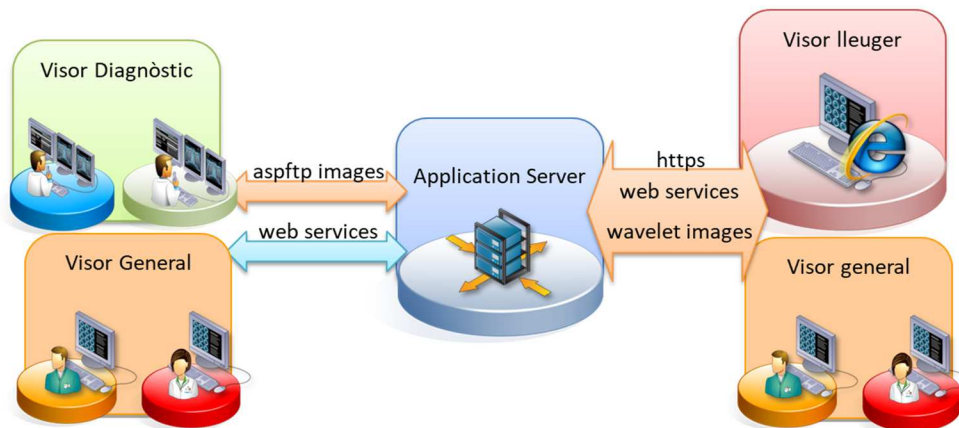 Visor Diagnòstic
aspftp images
web services
Visor General
Application Server
https
web services
wavelet images
Visor lleuger
Visor general